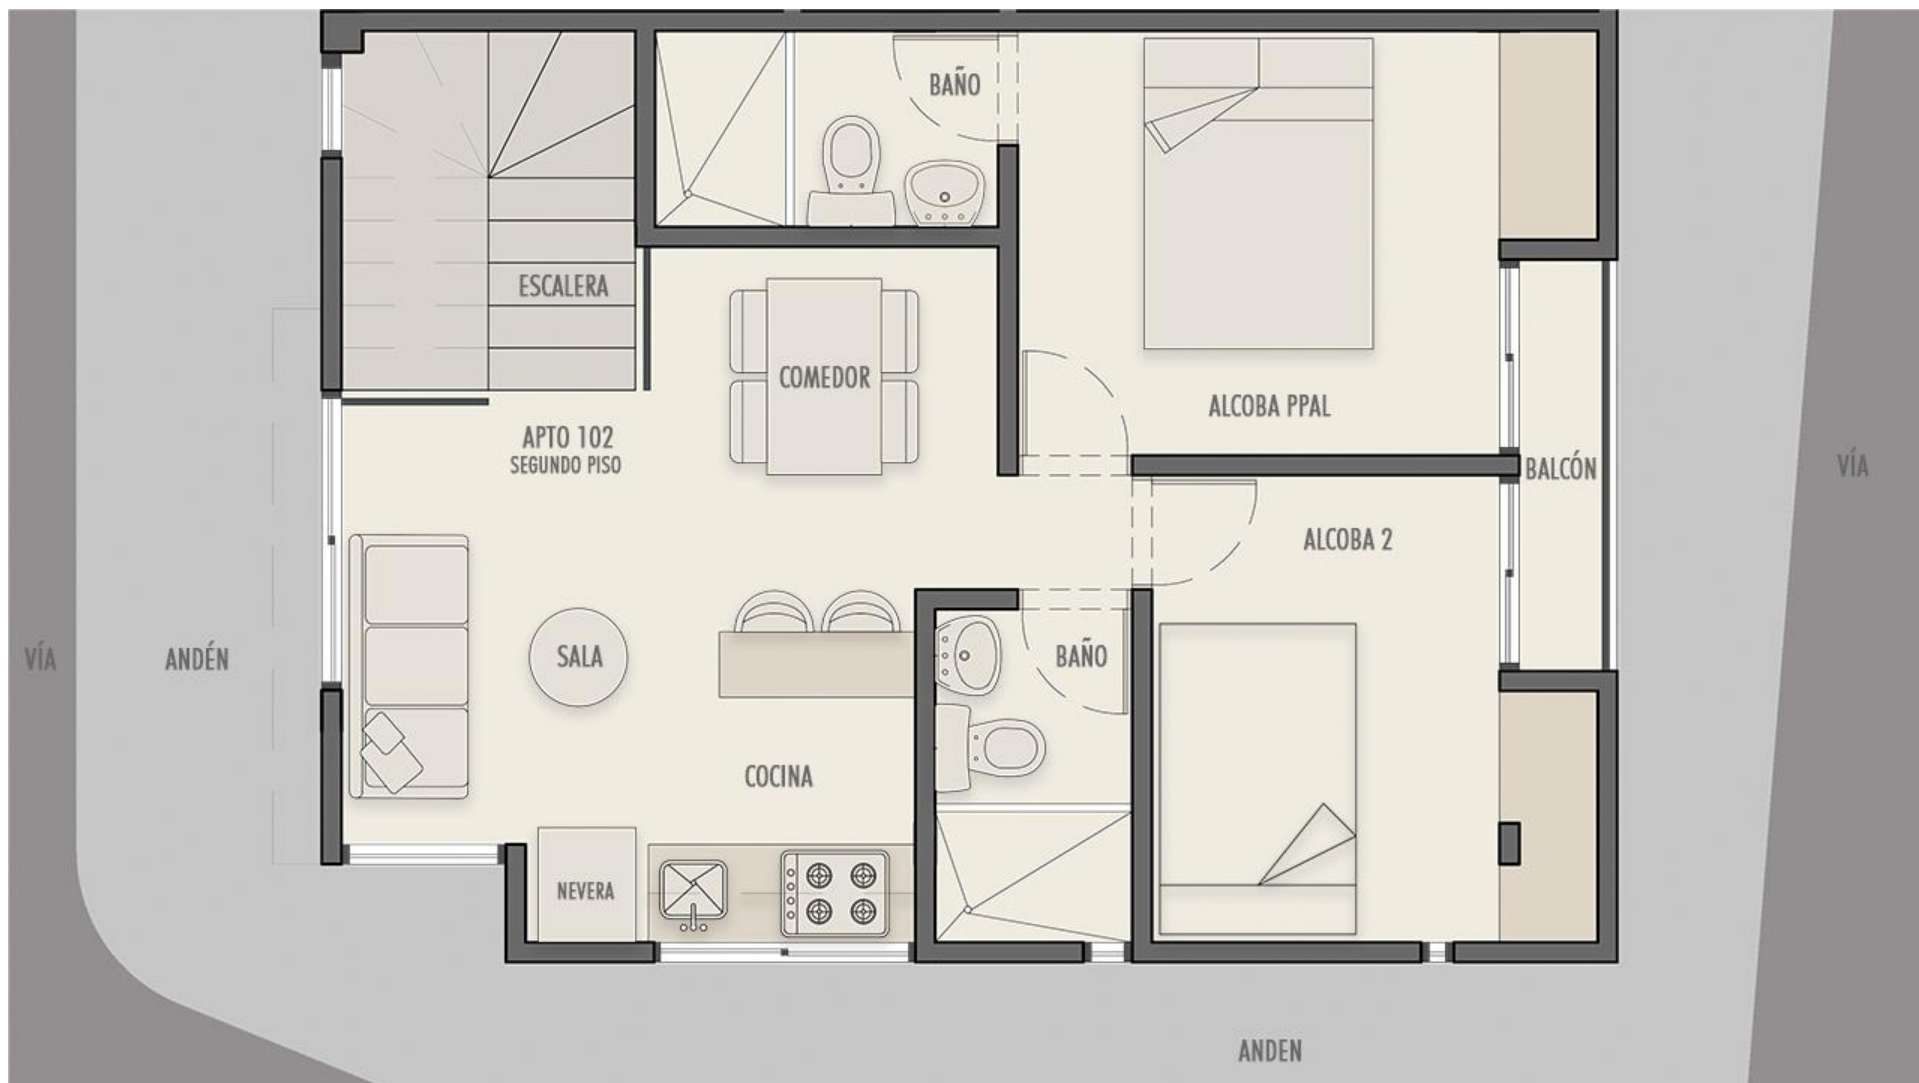 BAÑO
ESCALERA
COMEDOR
ALCOBA PPAL
APTO 102
SEGUNDO PISO
BALCÓN
VÍA
ALCOBA 2
VÍA
ANDÉN
SALA
BAÑO
COCINA
NEVERA
ANDEN